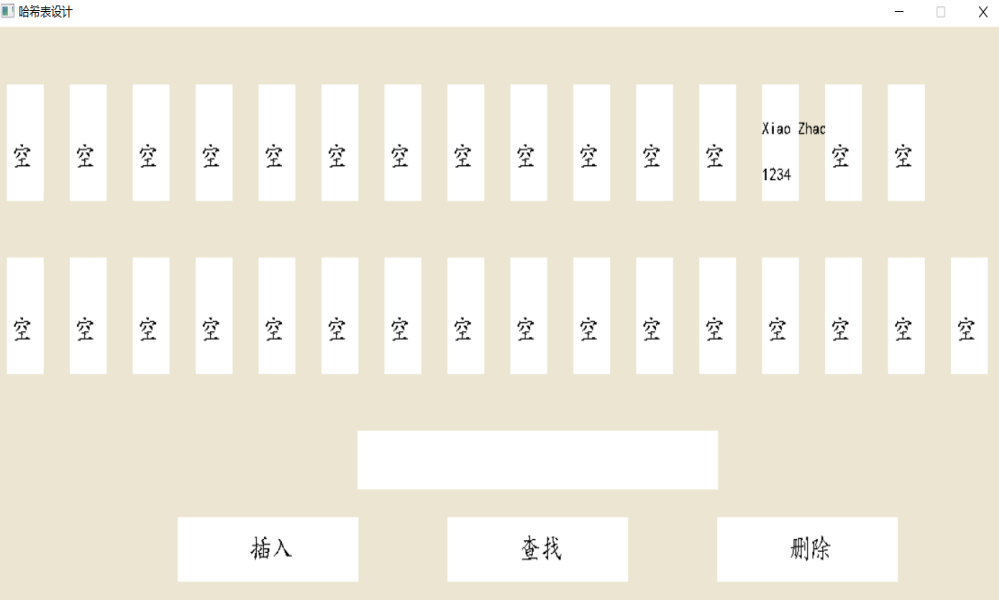 哈希表设计
空 空 空 空 空 空 空 空 空 空 空 空
Xiao Zhao
1234
空 空
空 空 空 空 空 空 空 空 空 空 空 空 空 空 空 空
插入 查找 删除